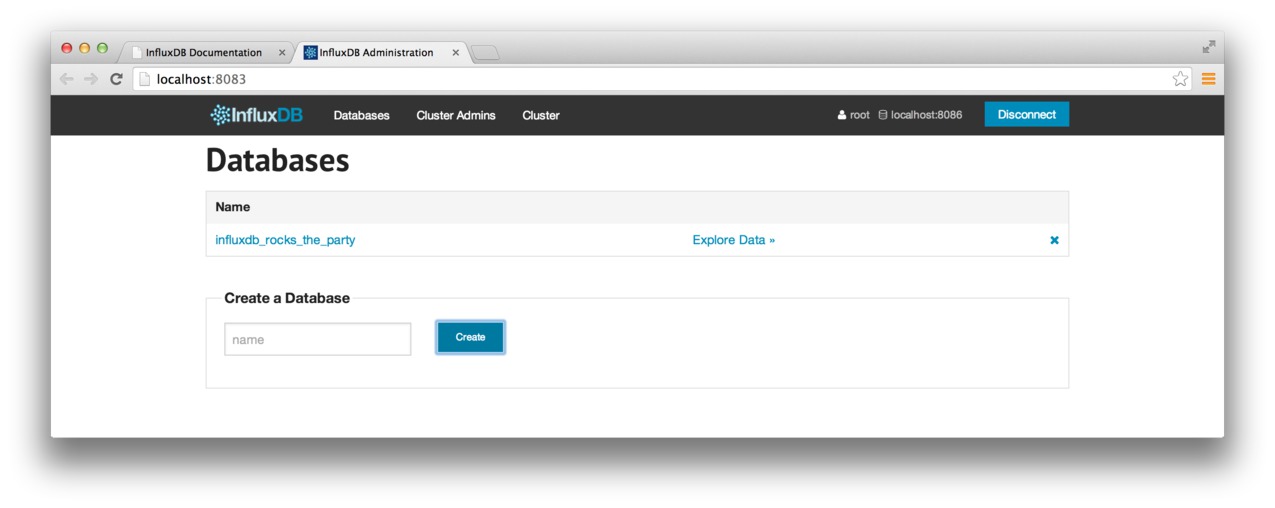 InfluxDB Documentation × InfluxDB Administration ×
localhost:8083
InfluxDB Databases Cluster Admins Cluster root localhost:8086 Disconnect
Databases
Name
influxdb_rocks_the_party Explore Data »
Create a Database
name Create